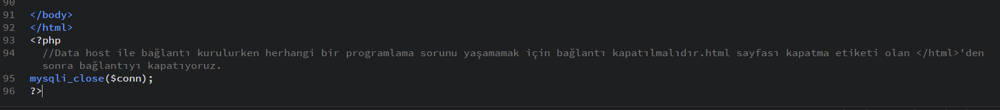 90
91 </body>
92 </html>
93 <?php
94 //Data host ile bağlantı kurulurken herhangi bir programlama sorunu yaşamamak için bağlantı kapatılmalıdır.html sayfası kapatma etiketi olan </html>'den
sonra bağlantıyı kapatıyoruz.
95 mysqli_close($conn);
96 ?>